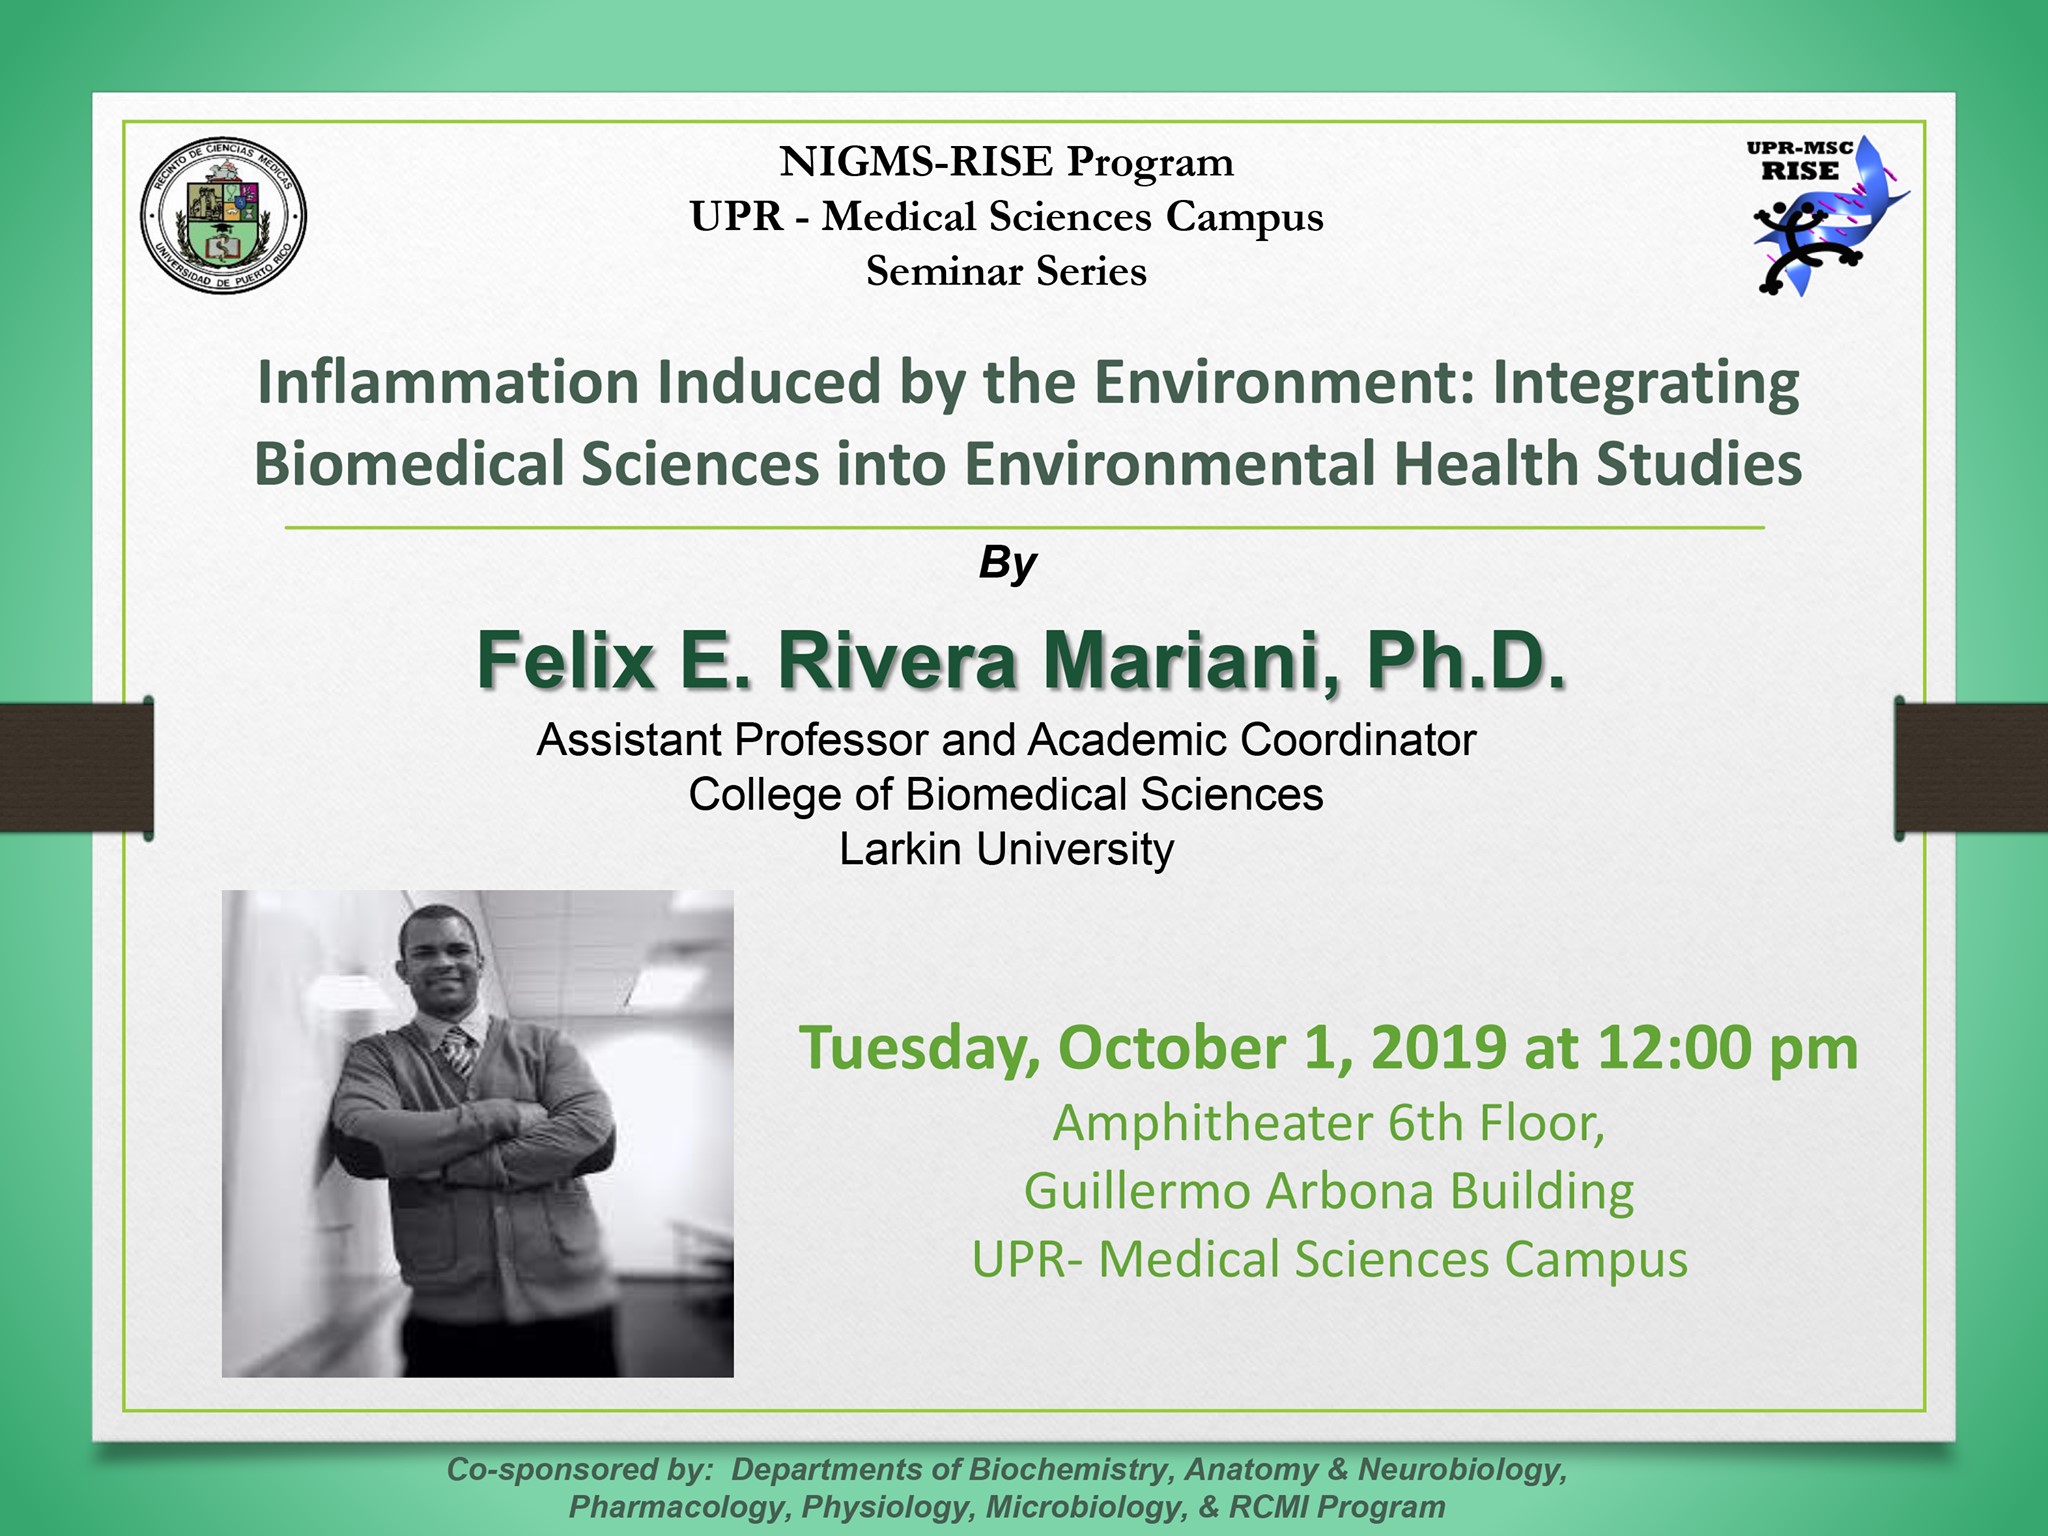 RECINTO DE CIENCIAS MEDICAS
UNIVERSIDAD DE PUERTO RICO
NIGMS-RISE Program
UPR - Medical Sciences Campus
Seminar Series
UPR-MSC
RISE
Inflammation Induced by the Environment: Integrating
Biomedical Sciences into Environmental Health Studies
By
Felix E. Rivera Mariani, Ph.D.
Assistant Professor and Academic Coordinator
College of Biomedical Sciences
Larkin University
Tuesday, October 1, 2019 at 12:00 pm
Amphitheater 6th Floor,
Guillermo Arbona Building
UPR- Medical Sciences Campus
Co-sponsored by:  Departments of Biochemistry, Anatomy & Neurobiology,
Pharmacology, Physiology, Microbiology, & RCMI Program